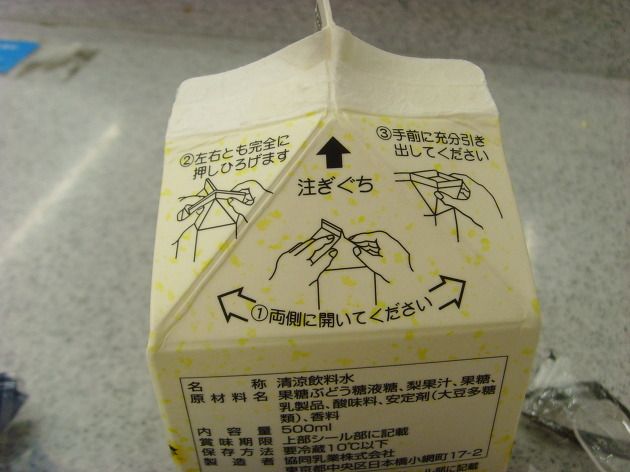 ②左右とも完全に
押しひろげます
③手前に充分引き
出してください
注ぎぐち
①両側に開いてください
名称 清涼飲料水
原材料名 果糖ぶどう糖液糖、梨果汁、果糖、
乳製品、酸味料、安定剤(大豆多糖
類)、香料
内容量 500ml
賞味期限 上部シール部に記載
保存方法 要冷蔵10℃以下
製造者 協同乳業株式会社
東京都中央区日本橋小網町17-2